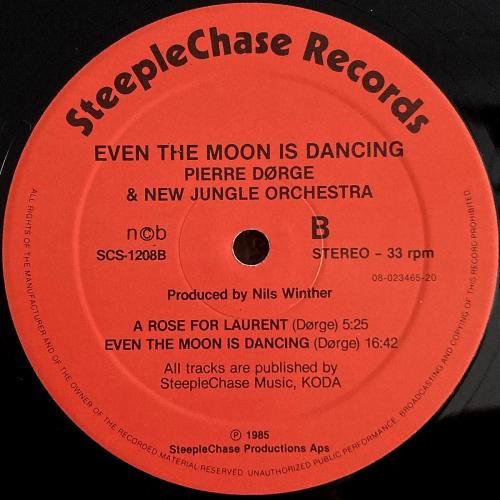 SteepleChase Records
EVEN THE MOON IS DANCING
PIERRE DØRGE
& NEW JUNGLE ORCHESTRA
n©b
B
SCS-1208B
STEREO - 33 rpm
08-023465-20
Produced by Nils Winther
A ROSE FOR LAURENT (Dørge) 5:25
EVEN THE MOON IS DANCING (Dørge) 16:42
All tracks are published by
SteepleChase Music, KODA
Ⓟ 1985
SteepleChase Productions Aps
ALL RIGHTS OF THE MANUFACTURER AND OF THE OWNER OF THE RECORDED MATERIAL RESERVED. UNAUTHORIZED PUBLIC PERFORMANCE, BROADCASTING AND COPYING OF THIS RECORD PROHIBITED.